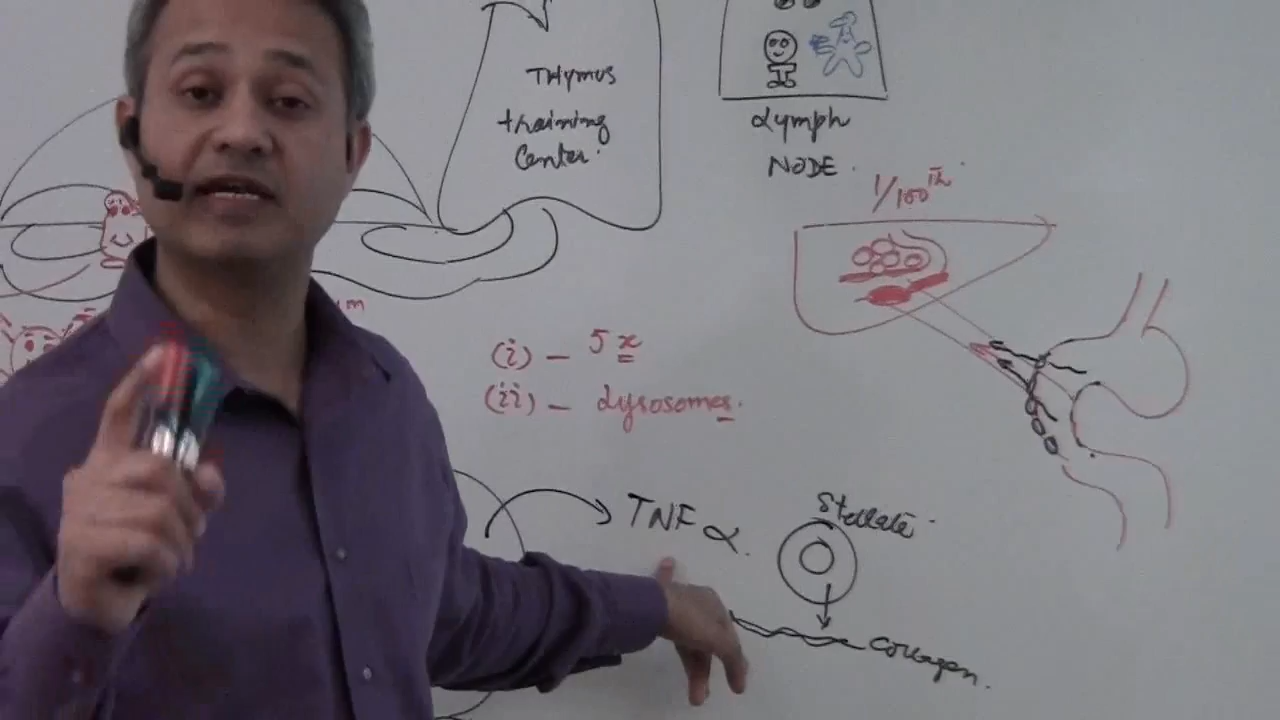 THymus
training
Center.
Lymph
NODE.
1/100th
(i) - 5x
(ii) - Lysosomes.
TNF α.
Stellate
Collagen.